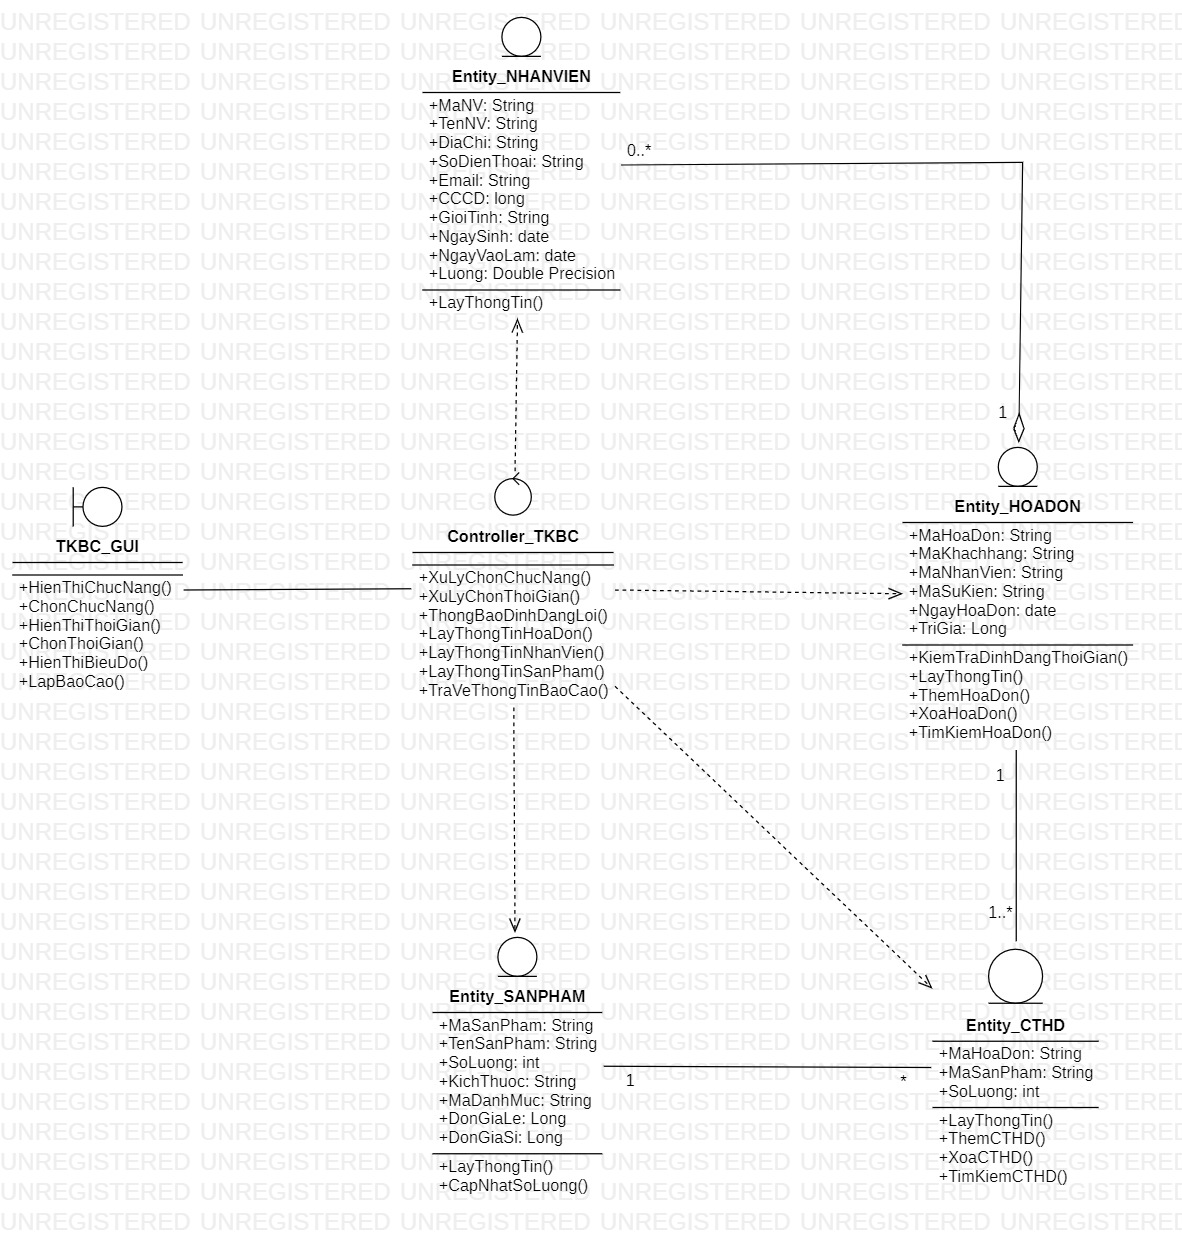 Entity_NHANVIEN
+MaNV: String
+TenNV: String
+DiaChi: String
+SoDienThoai: String
+Email: String
+CCCD: long
+GioiTinh: String
+NgaySinh: date
+NgayVaoLam: date
+Luong: Double Precision
+LayThongTin()
0..*
1
TKBC_GUI
+HienThiChucNang()
+ChonChucNang()
+HienThiThoiGian()
+ChonThoiGian()
+HienThiBieuDo()
+LapBaoCao()
Controller_TKBC
+XuLyChonChucNang()
+XuLyChonThoiGian()
+ThongBaoDinhDangLoi()
+LayThongTinHoaDon()
+LayThongTinNhanVien()
+LayThongTinSanPham()
+TraVeThongTinBaoCao()
Entity_HOADON
+MaHoaDon: String
+MaKhachhang: String
+MaNhanVien: String
+MaSuKien: String
+NgayHoaDon: date
+TriGia: Long
+KiemTraDinhDangThoiGian()
+LayThongTin()
+ThemHoaDon()
+XoaHoaDon()
+TimKiemHoaDon()
1
1..*
Entity_SANPHAM
+MaSanPham: String
+TenSanPham: String
+SoLuong: int
+KichThuoc: String
+MaDanhMuc: String
+DonGiaLe: Long
+DonGiaSi: Long
+LayThongTin()
+CapNhatSoLuong()
1
*
Entity_CTHD
+MaHoaDon: String
+MaSanPham: String
+SoLuong: int
+LayThongTin()
+ThemCTHD()
+XoaCTHD()
+TimKiemCTHD()
UNREGISTERED